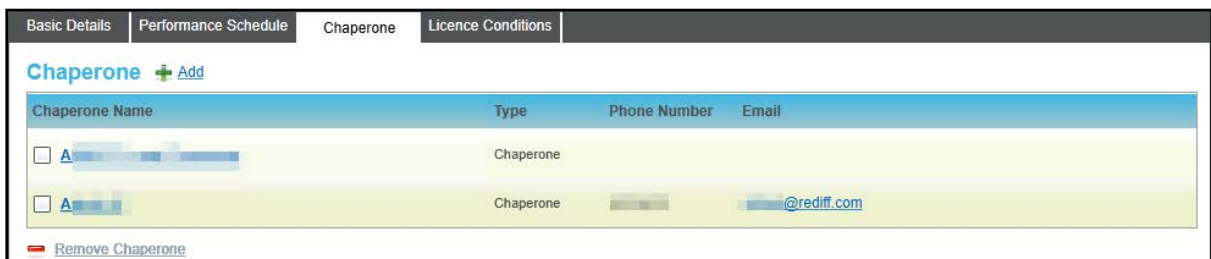 Basic Details Performance Schedule Chaperone Licence Conditions
Chaperone Add
Chaperone Name Type Phone Number Email
Chaperone
Chaperone @rediff.com
Remove Chaperone